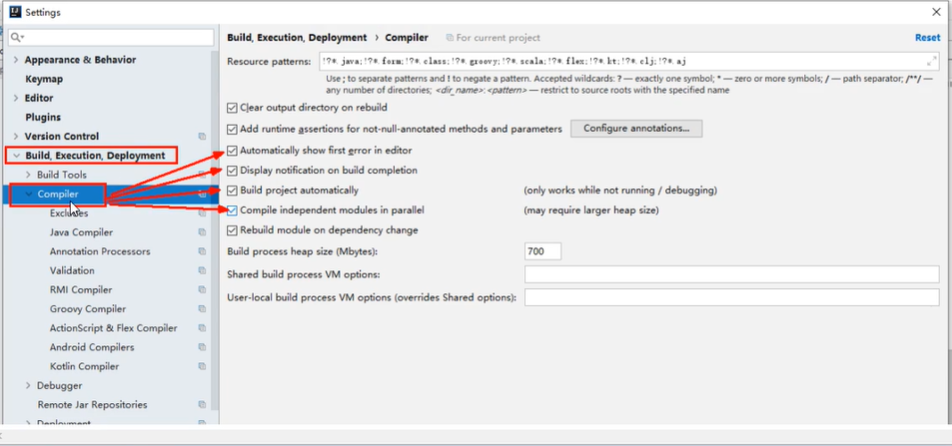 Settings
Appearance & Behavior
Keymap
Editor
Plugins
Version Control
Build, Execution, Deployment
Build Tools
Compiler
Excludes
Java Compiler
Annotation Processors
Validation
RMI Compiler
Groovy Compiler
ActionScript & Flex Compiler
Android Compilers
Kotlin Compiler
Debugger
Remote Jar Repositories
Deployment
Build, Execution, Deployment › Compiler For current project Reset
Resource patterns: !?*.java;!?*.form;!?*.class;!?*.groovy;!?*.scala;!?*.flex;!?*.kt;!?*.clj;!?*.aj
Use ; to separate patterns and ! to negate a pattern. Accepted wildcards: ? — exactly one symbol; * — zero or more symbols; / — path separator; /**/ —
any number of directories; <dir_name>:<pattern> — restrict to source roots with the specified name
Clear output directory on rebuild
Add runtime assertions for not-null-annotated methods and parameters Configure annotations...
Automatically show first error in editor
Display notification on build completion
Build project automatically (only works while not running / debugging)
Compile independent modules in parallel (may require larger heap size)
Rebuild module on dependency change
Build process heap size (Mbytes): 700
Shared build process VM options:
User-local build process VM options (overrides Shared options):